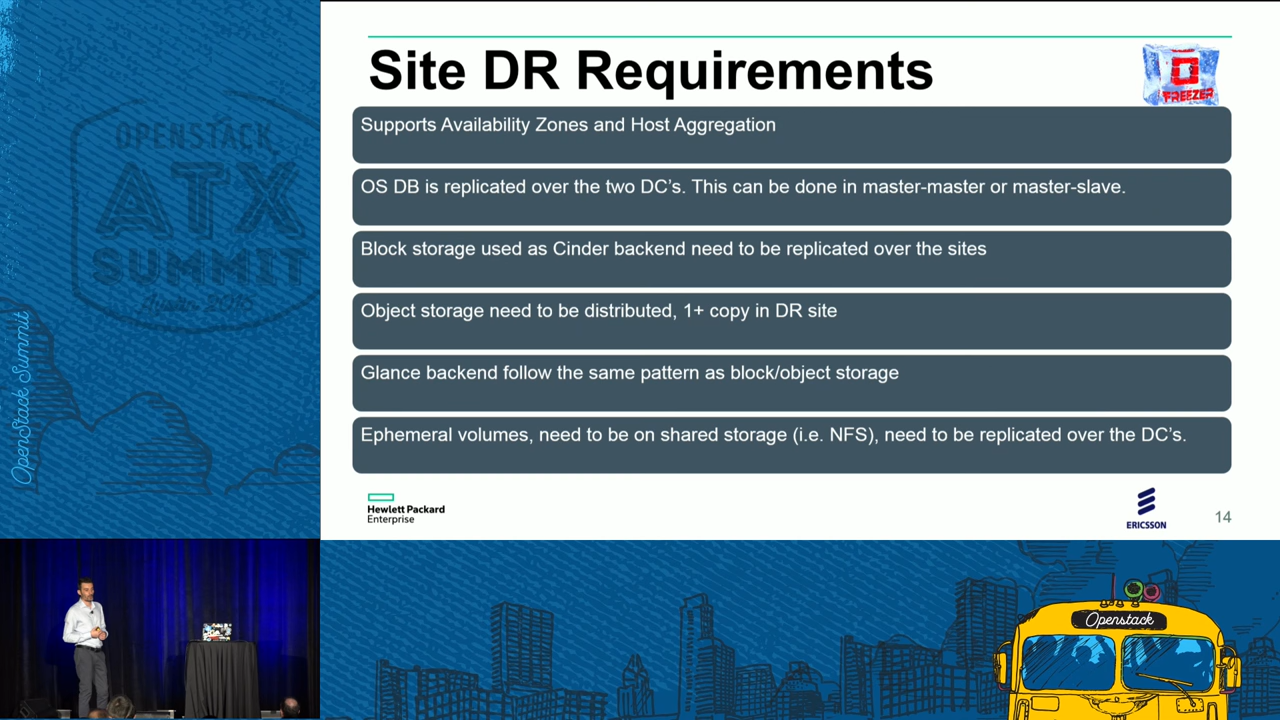 OPENSTACK
ATX
SUMMIT
Austin 2016
OpenStack Summit
Site DR Requirements
FREEZER
Supports Availability Zones and Host Aggregation
OS DB is replicated over the two DC’s. This can be done in master-master or master-slave.
Block storage used as Cinder backend need to be replicated over the sites
Object storage need to be distributed, 1+ copy in DR site
Glance backend follow the same pattern as block/object storage
Ephemeral volumes, need to be on shared storage (i.e. NFS), need to be replicated over the DC’s.
Hewlett Packard
Enterprise
ERICSSON
14
Openstack